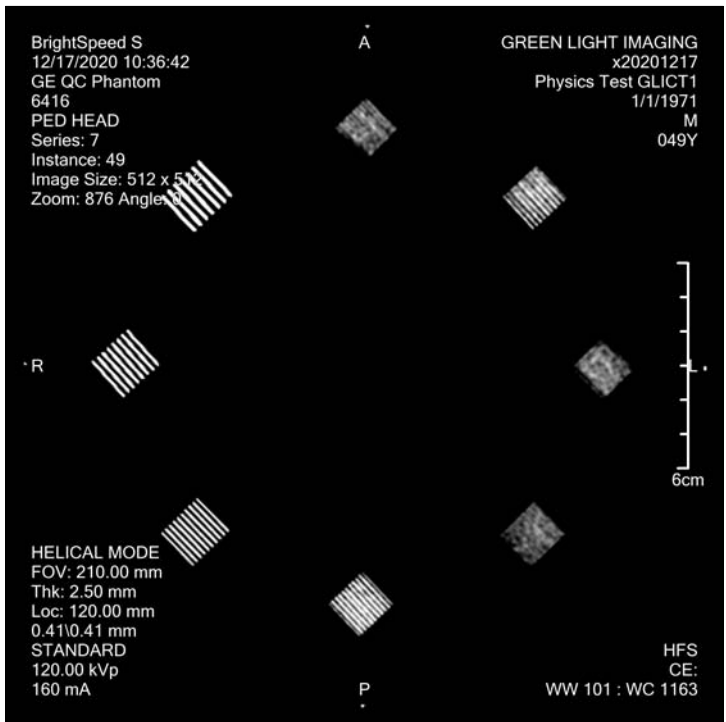 BrightSpeed S
12/17/2020 10:36:42
GE QC Phantom
6416
PED HEAD
Series: 7
Instance: 49
Image Size: 512 x 512
Zoom: 876 Angle: 0
A
GREEN LIGHT IMAGING
x20201217
Physics Test GLICT1
1/1/1971
M
049Y
R
L
6cm
HELICAL MODE
FOV: 210.00 mm
Thk: 2.50 mm
Loc: 120.00 mm
0.41\0.41 mm
STANDARD
120.00 kVp
160 mA
P
HFS
CE:
WW 101 : WC 1163